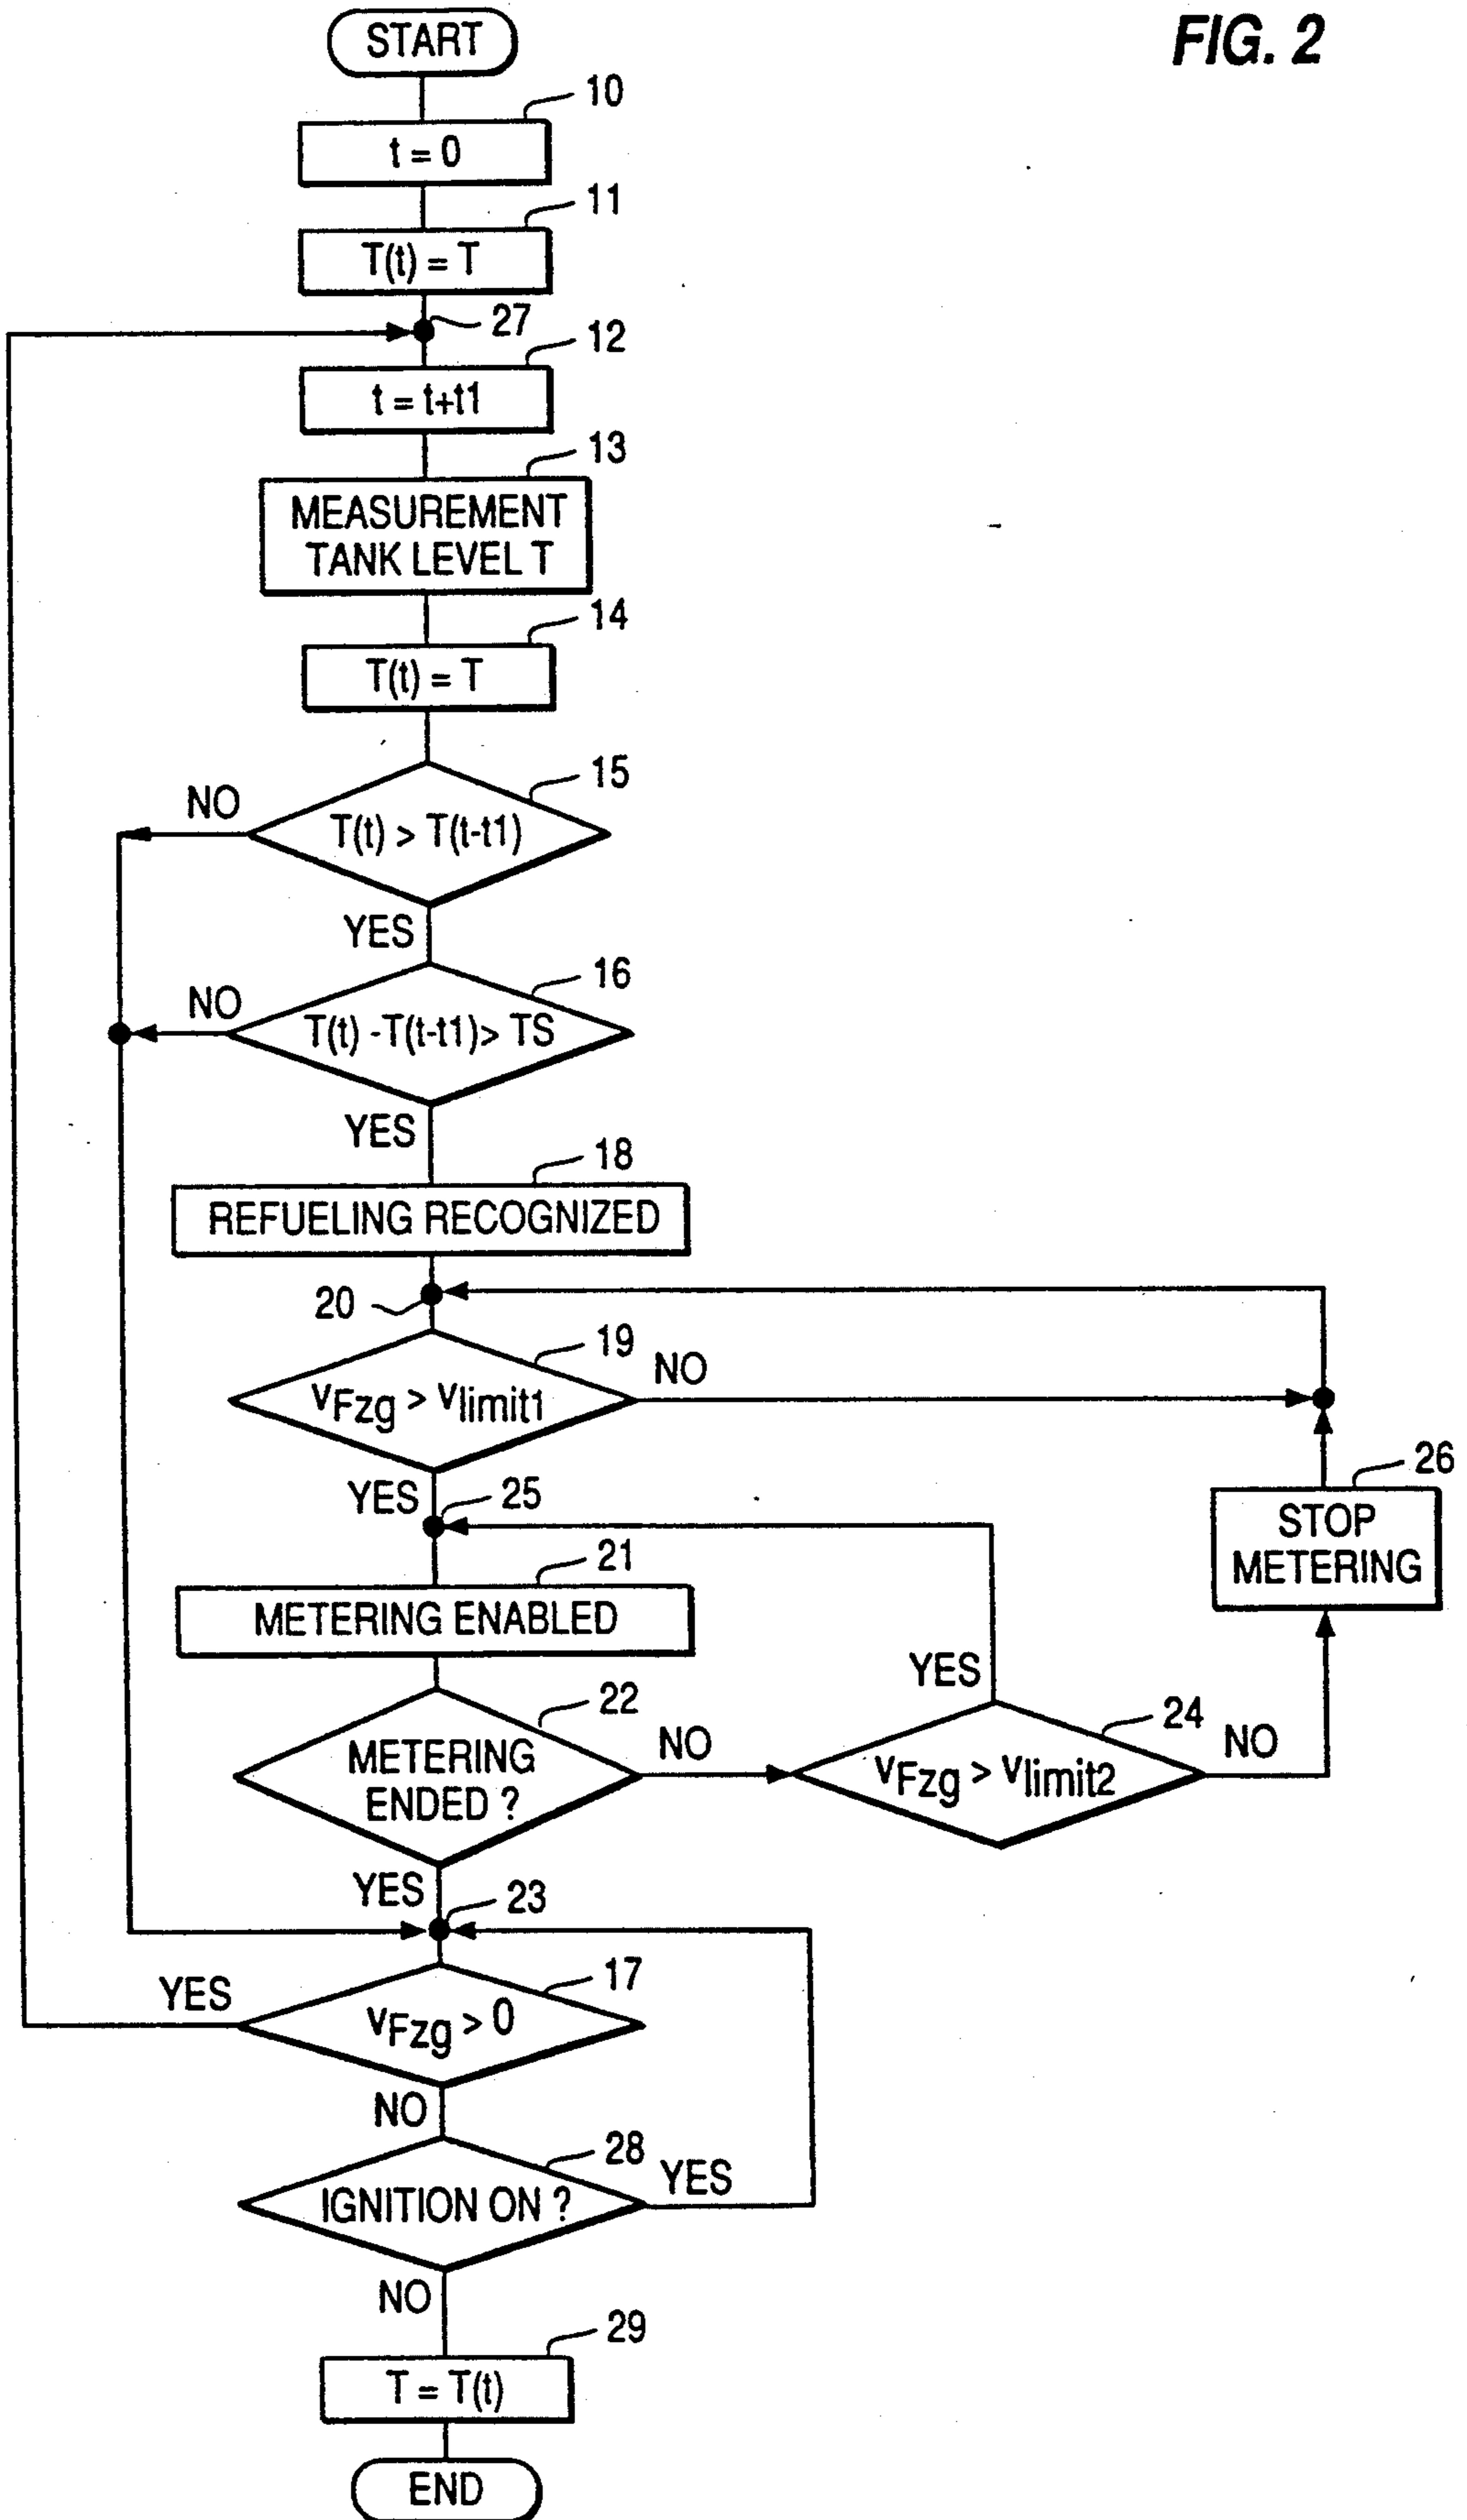 FIG. 2
START
10
t = 0
11
T(t) = T
27
12
t = t+t1
13
MEASUREMENT
TANK LEVEL T
14
T(t) = T
15
NO
T(t) > T(t-t1)
YES
16
NO
T(t) -T(t-t1)> TS
YES
18
REFUELING RECOGNIZED
20
19
vFzg > vlimit1
NO
YES
25
26
STOP
METERING
21
METERING ENABLED
22
METERING
ENDED ?
NO
YES
24
vFzg > vlimit2
NO
YES
23
17
YES
vFzg > 0
NO
28
IGNITION ON ?
YES
NO
29
T = T(t)
END